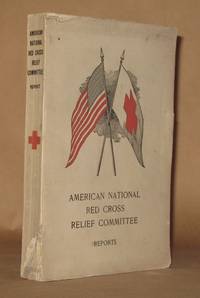 AMERICAN
NATIONAL
RED CROSS
RELIEF
COMMITTEE
REPORT
AMERICAN NATIONAL
RED CROSS
RELIEF COMMITTEE
REPORTS